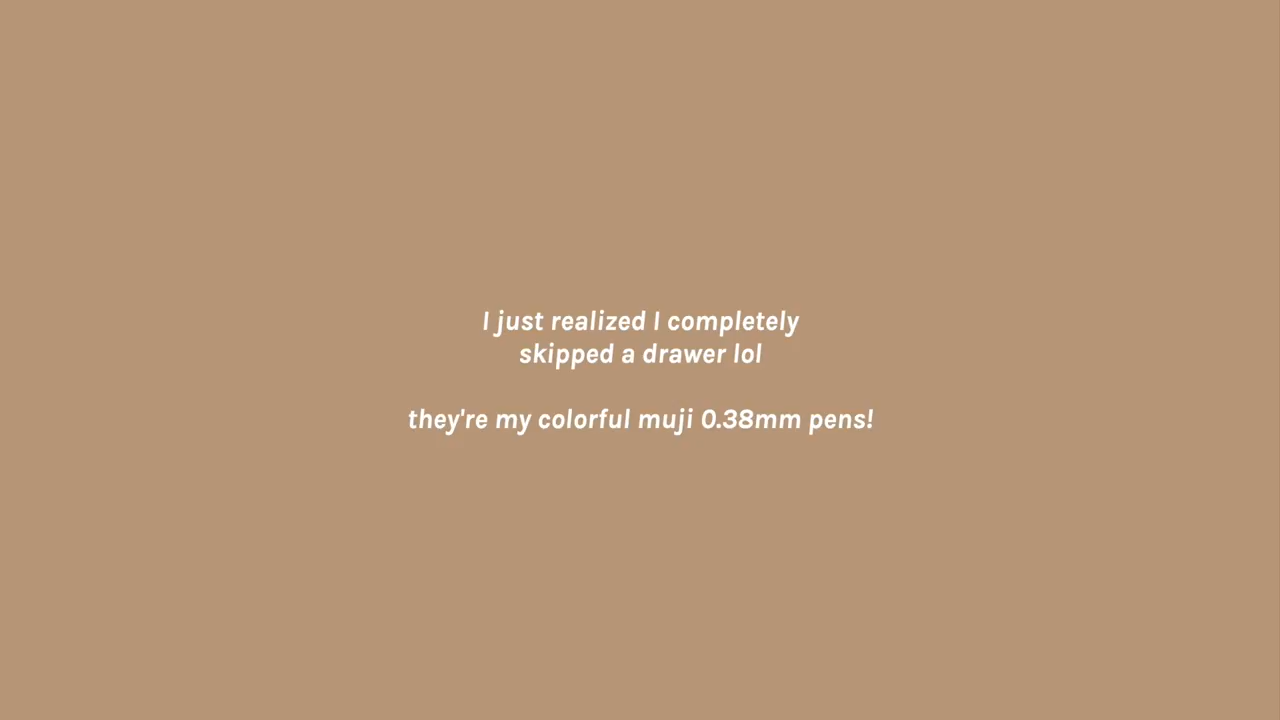 I just realized I completely
skipped a drawer lol
they're my colorful muji 0.38mm pens!